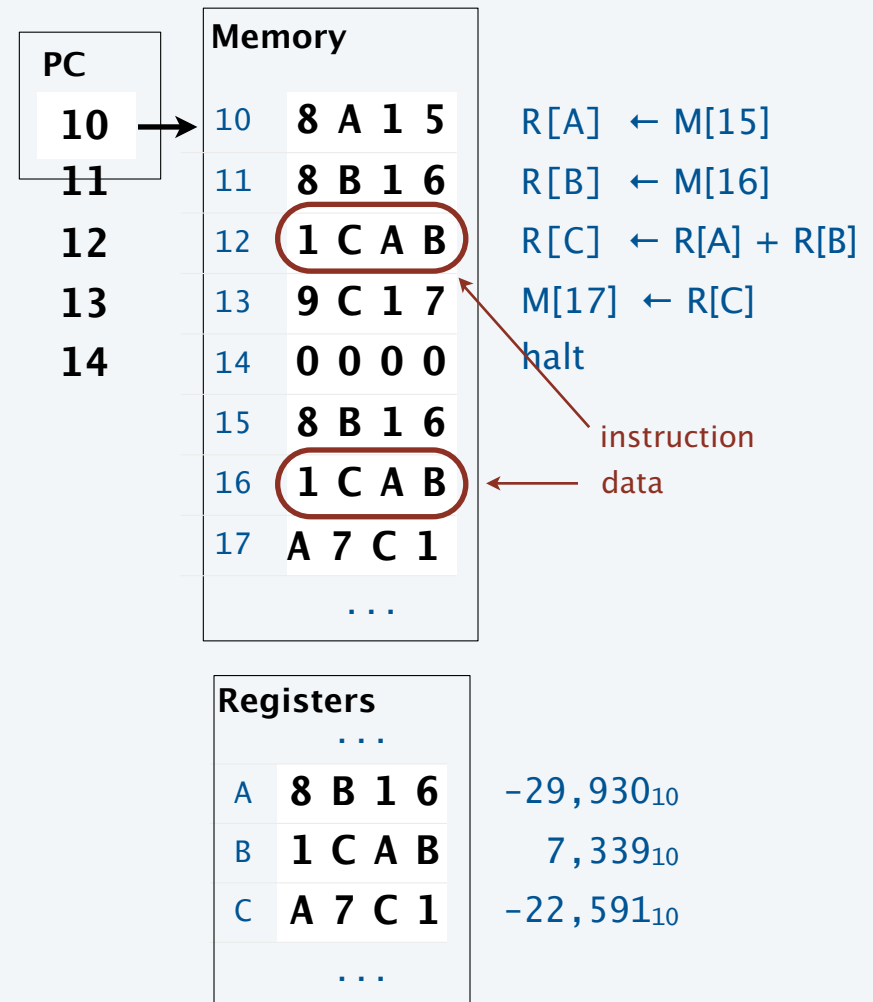 PC
Memory
10 10 8 A 1 5 R[A] ← M[15]
11 11 8 B 1 6 R[B] ← M[16]
12 12 1 C A B R[C] ← R[A] + R[B]
13 13 9 C 1 7 M[17] ← R[C]
14 14 0 0 0 0 halt
15 8 B 1 6
instruction
16 1 C A B data
17 A 7 C 1
. . .
Registers
. . .
A 8 B 1 6 -29,930₁₀
B 1 C A B 7,339₁₀
C A 7 C 1 -22,591₁₀
. . .